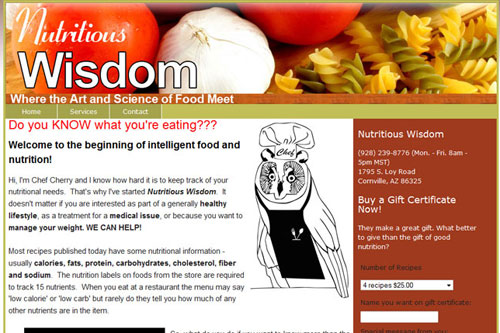 Nutritious
Wisdom
Where the Art and Science of Food Meet
Home Services Contact
Do you KNOW what you're eating???
Welcome to the beginning of intelligent food and
nutrition!
Hi, I'm Chef Cherry and I know how hard it is to keep track of your
nutritional needs. That's why I've started Nutritious Wisdom. It
doesn't matter if you are interested as part of a generally healthy
lifestyle, as a treatment for a medical issue, or because you want to
manage your weight. WE CAN HELP!
Most recipes published today have some nutritional information -
usually calories, fats, protein, carbohydrates, cholesterol, fiber
and sodium. The nutrition labels on foods from the store are required
to track 15 nutrients. When you eat at a restaurant the menu may say
'low calorie' or 'low carb' but rarely do they tell you how much of any
other nutrients are in the item.
So, what do you do if you want to know more than the
Chef
Nutritious Wisdom
(928) 239-8776 (Mon. - Fri. 8am -
5pm MST)
1795 S. Loy Road
Cornville, AZ 86325
Buy a Gift Certificate
Now!
They make a great gift. What better
to give than the gift of good
nutrition?
Number of Recipes
4 recipes $25.00
Name you want on gift certificate:
Special message from your